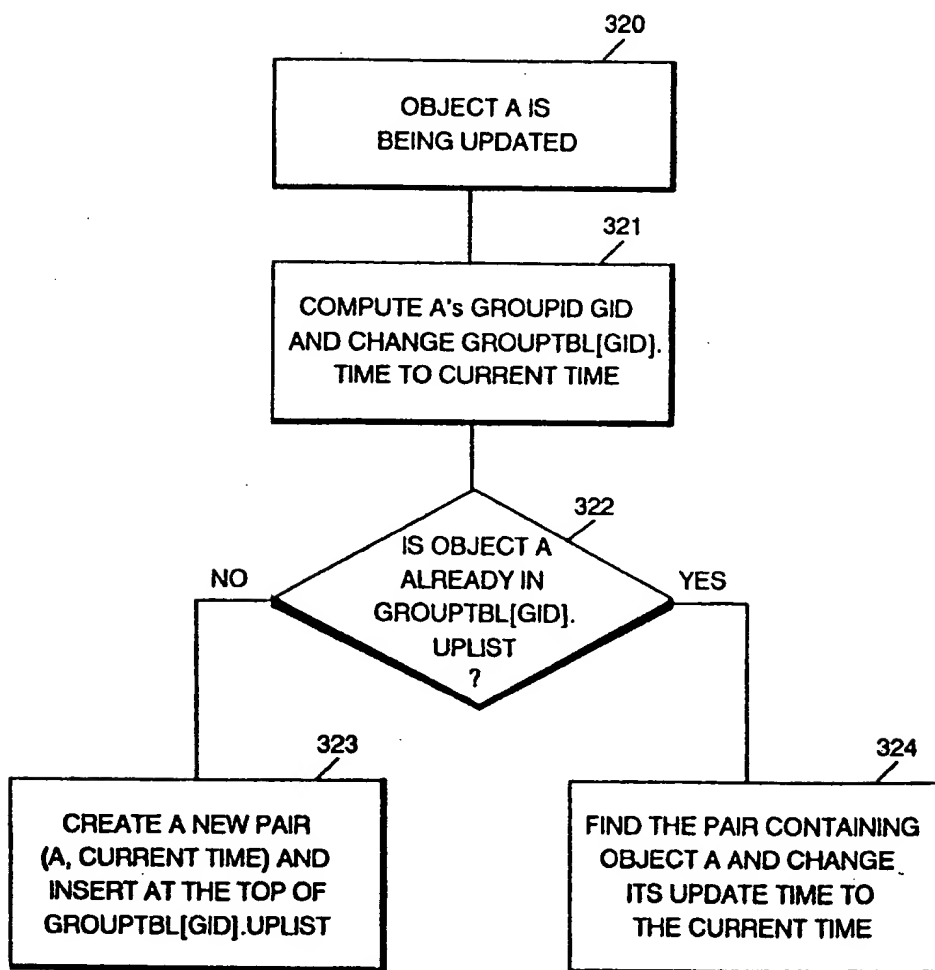 320
OBJECT A IS
BEING UPDATED
321
COMPUTE A's GROUPID GID
AND CHANGE GROUPTBL[GID].
TIME TO CURRENT TIME
322
IS OBJECT A
ALREADY IN
GROUPTBL[GID].
UPLIST
?
NO
YES
323
CREATE A NEW PAIR
(A, CURRENT TIME) AND
INSERT AT THE TOP OF
GROUPTBL[GID].UPLIST
324
FIND THE PAIR CONTAINING
OBJECT A AND CHANGE
ITS UPDATE TIME TO
THE CURRENT TIME